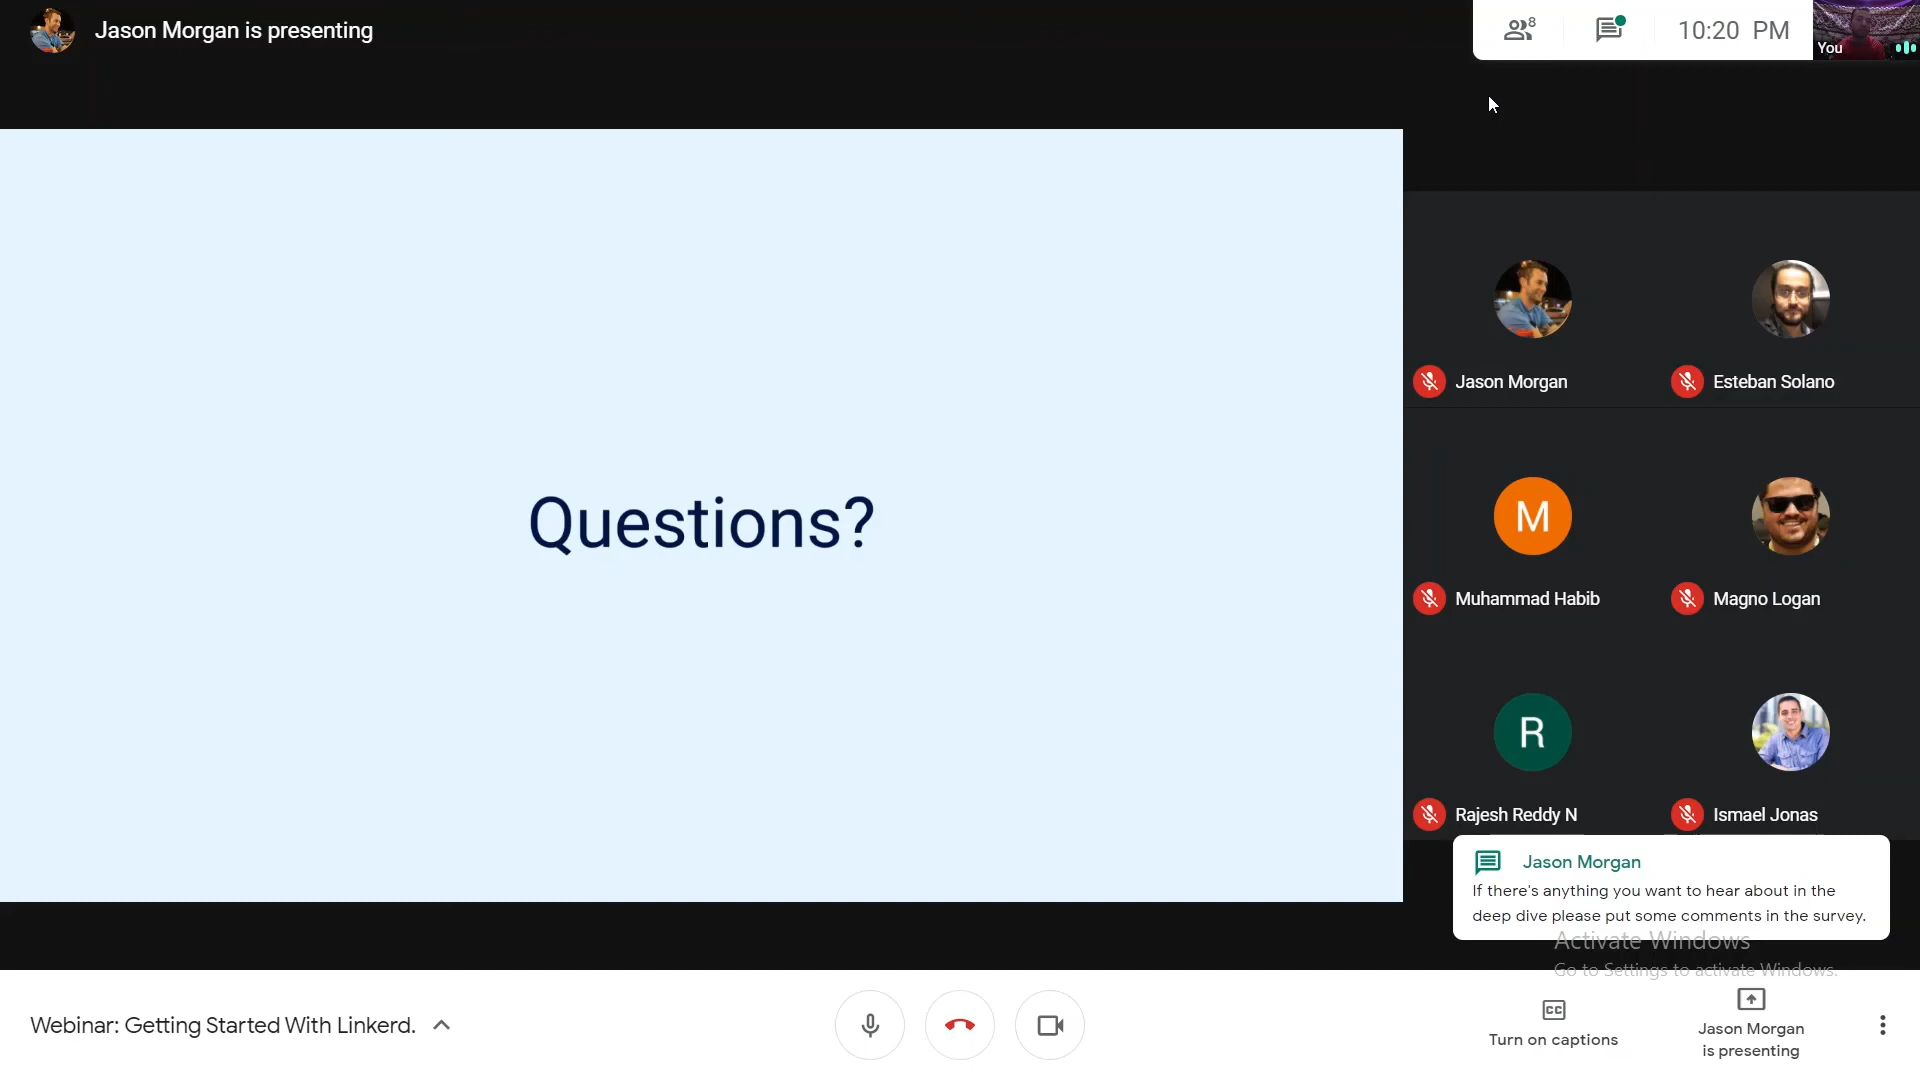 Jason Morgan is presenting
8
10:20 PM
You
Questions?
Jason Morgan
Esteban Solano
M
Muhammad Habib
Magno Logan
R
Rajesh Reddy N
Ismael Jonas
Jason Morgan
If there's anything you want to hear about in the
deep dive please put some comments in the survey.
Activate Windows
Go to Settings to activate Windows.
Webinar: Getting Started With Linkerd.
CC
Turn on captions
Jason Morgan
is presenting